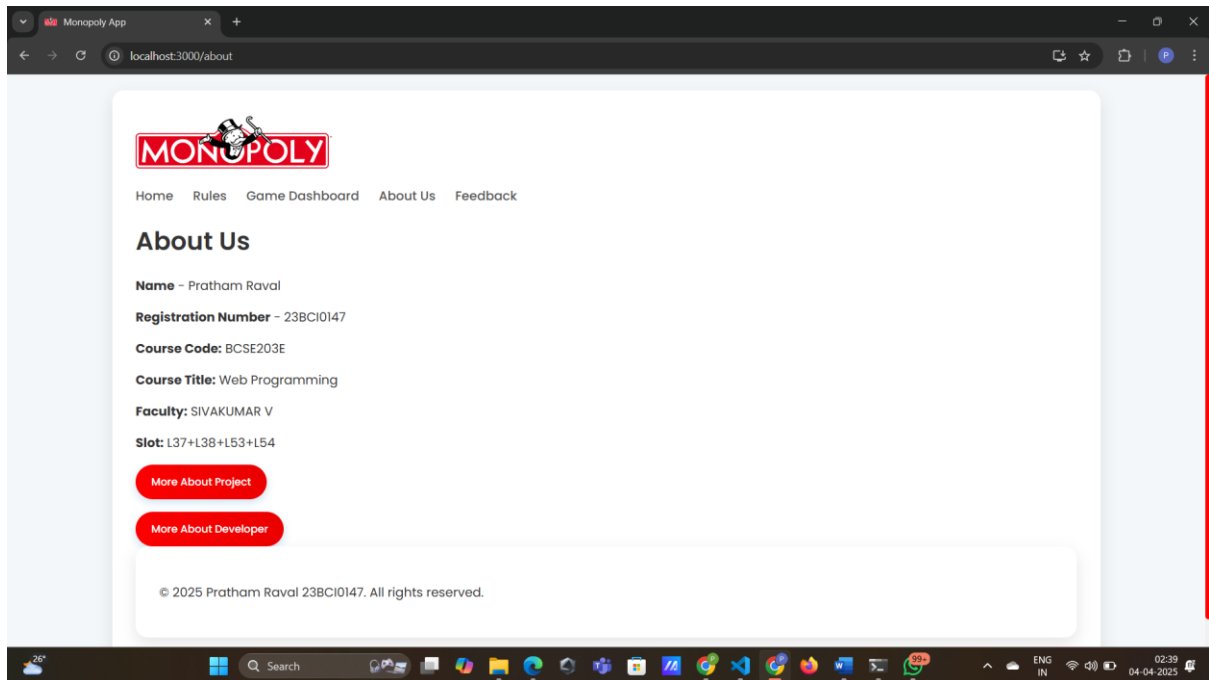 Monopoly App
localhost:3000/about
P
MONOPOLY
Home Rules Game Dashboard About Us Feedback
About Us
Name - Pratham Raval
Registration Number - 23BCI0147
Course Code: BCSE203E
Course Title: Web Programming
Faculty: SIVAKUMAR V
Slot: L37+L38+L53+L54
More About Project
More About Developer
© 2025 Pratham Raval 23BCI0147. All rights reserved.
26°
Search
99+
ENG
IN
02:39
04-04-2025